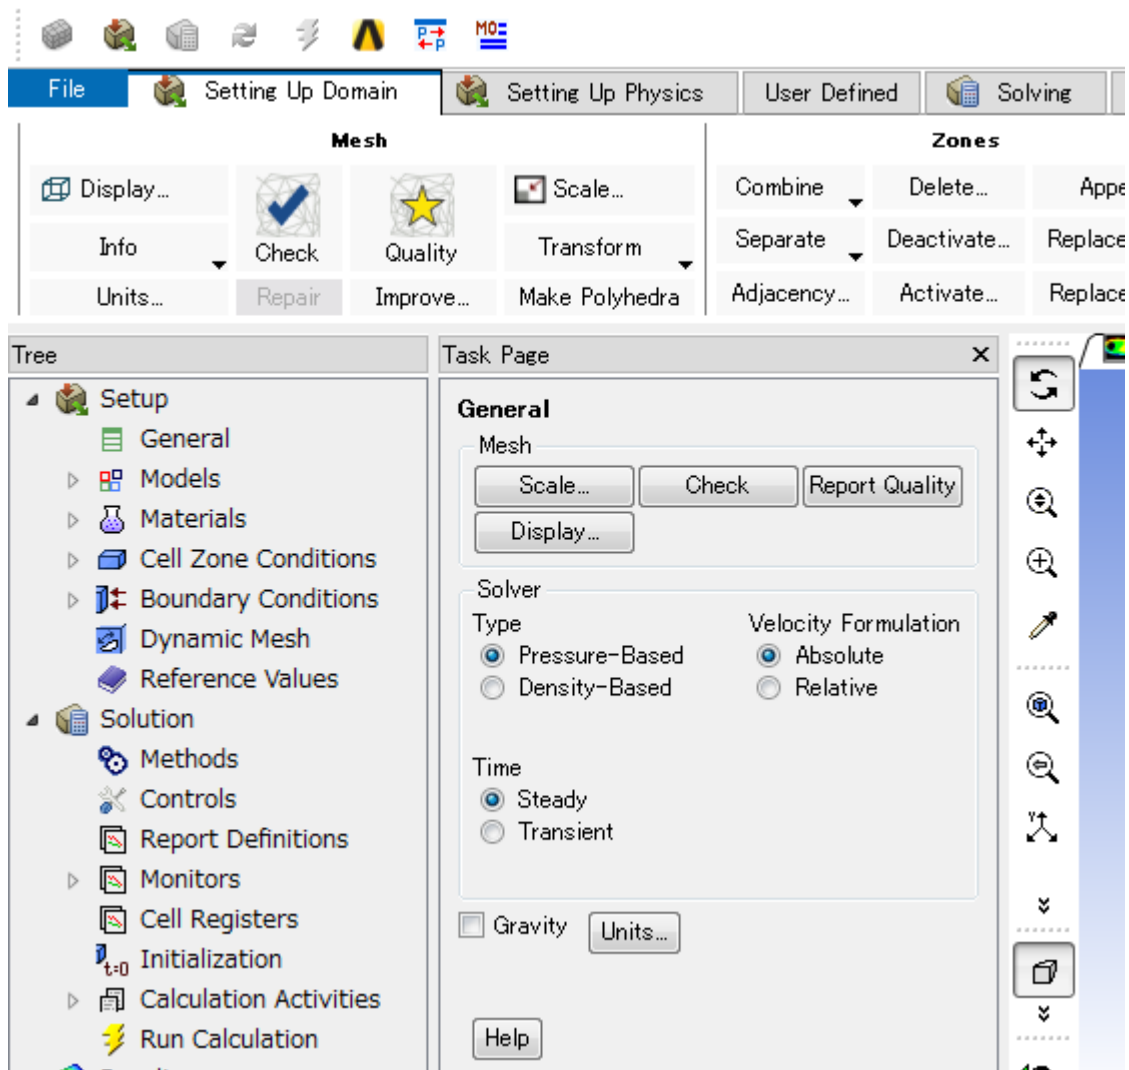 P P
MO
File Setting Up Domain Setting Up Physics User Defined Solving
Mesh Zones
Display... Scale... Combine Delete...
Info Check Quality Transform Separate Deactivate... Replace
Units... Repair Improve... Make Polyhedra Adjacency... Activate... Replace
Tree
Setup
General
Models
Materials
Cell Zone Conditions
Boundary Conditions
Dynamic Mesh
Reference Values
Solution
Methods
Controls
Report Definitions
Monitors
Cell Registers
t=0 Initialization
Calculation Activities
Run Calculation
Task Page
General
Mesh
Scale... Check Report Quality
Display...
Solver
Type Velocity Formulation
Pressure-Based Absolute
Density-Based Relative
Time
Steady
Transient
Gravity Units...
Help